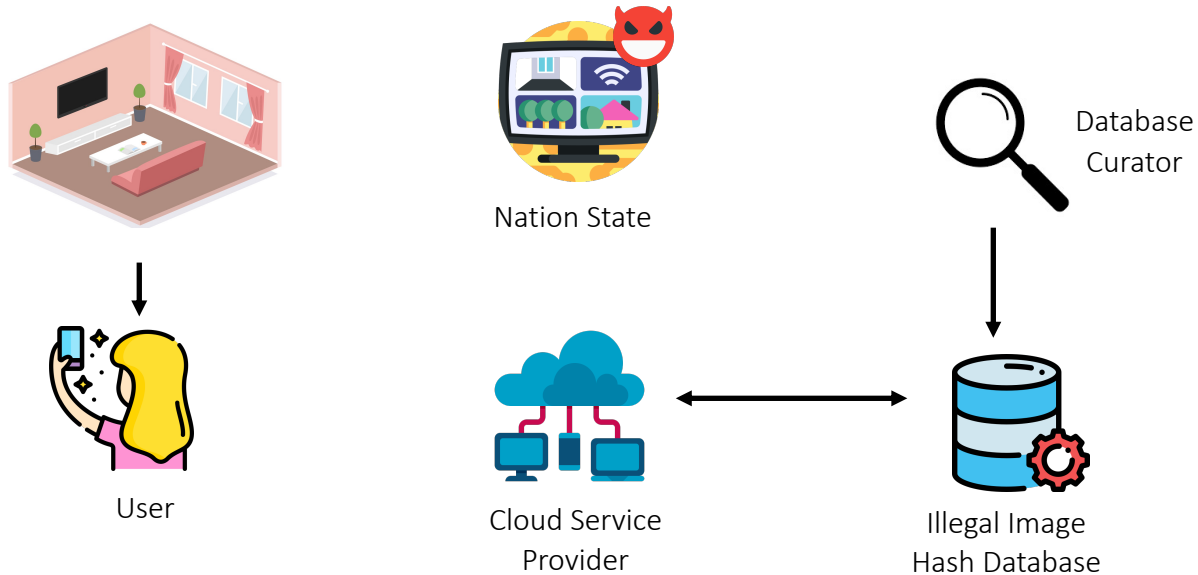 Database
Curator
Nation State
User
Cloud Service
Provider
Illegal Image
Hash Database